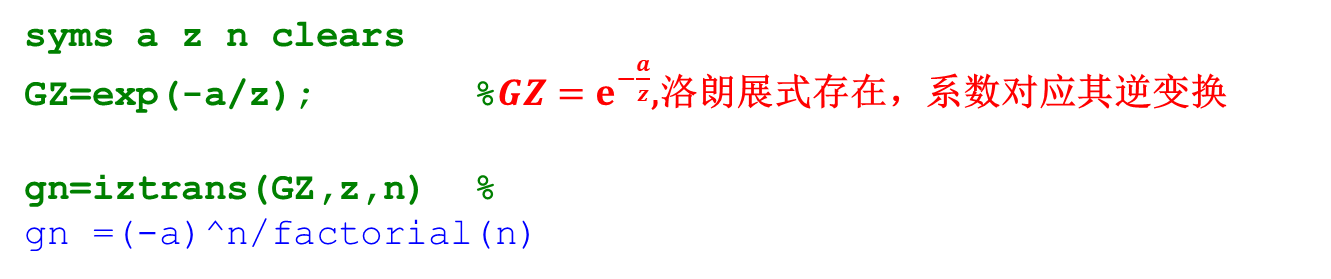 syms a z n clears
GZ=exp(-a/z); %GZ = e^{-\frac{a}{z}},洛朗展式存在，系数对应其逆变换
gn=iztrans(GZ,z,n) %
gn =(-a)^n/factorial(n)